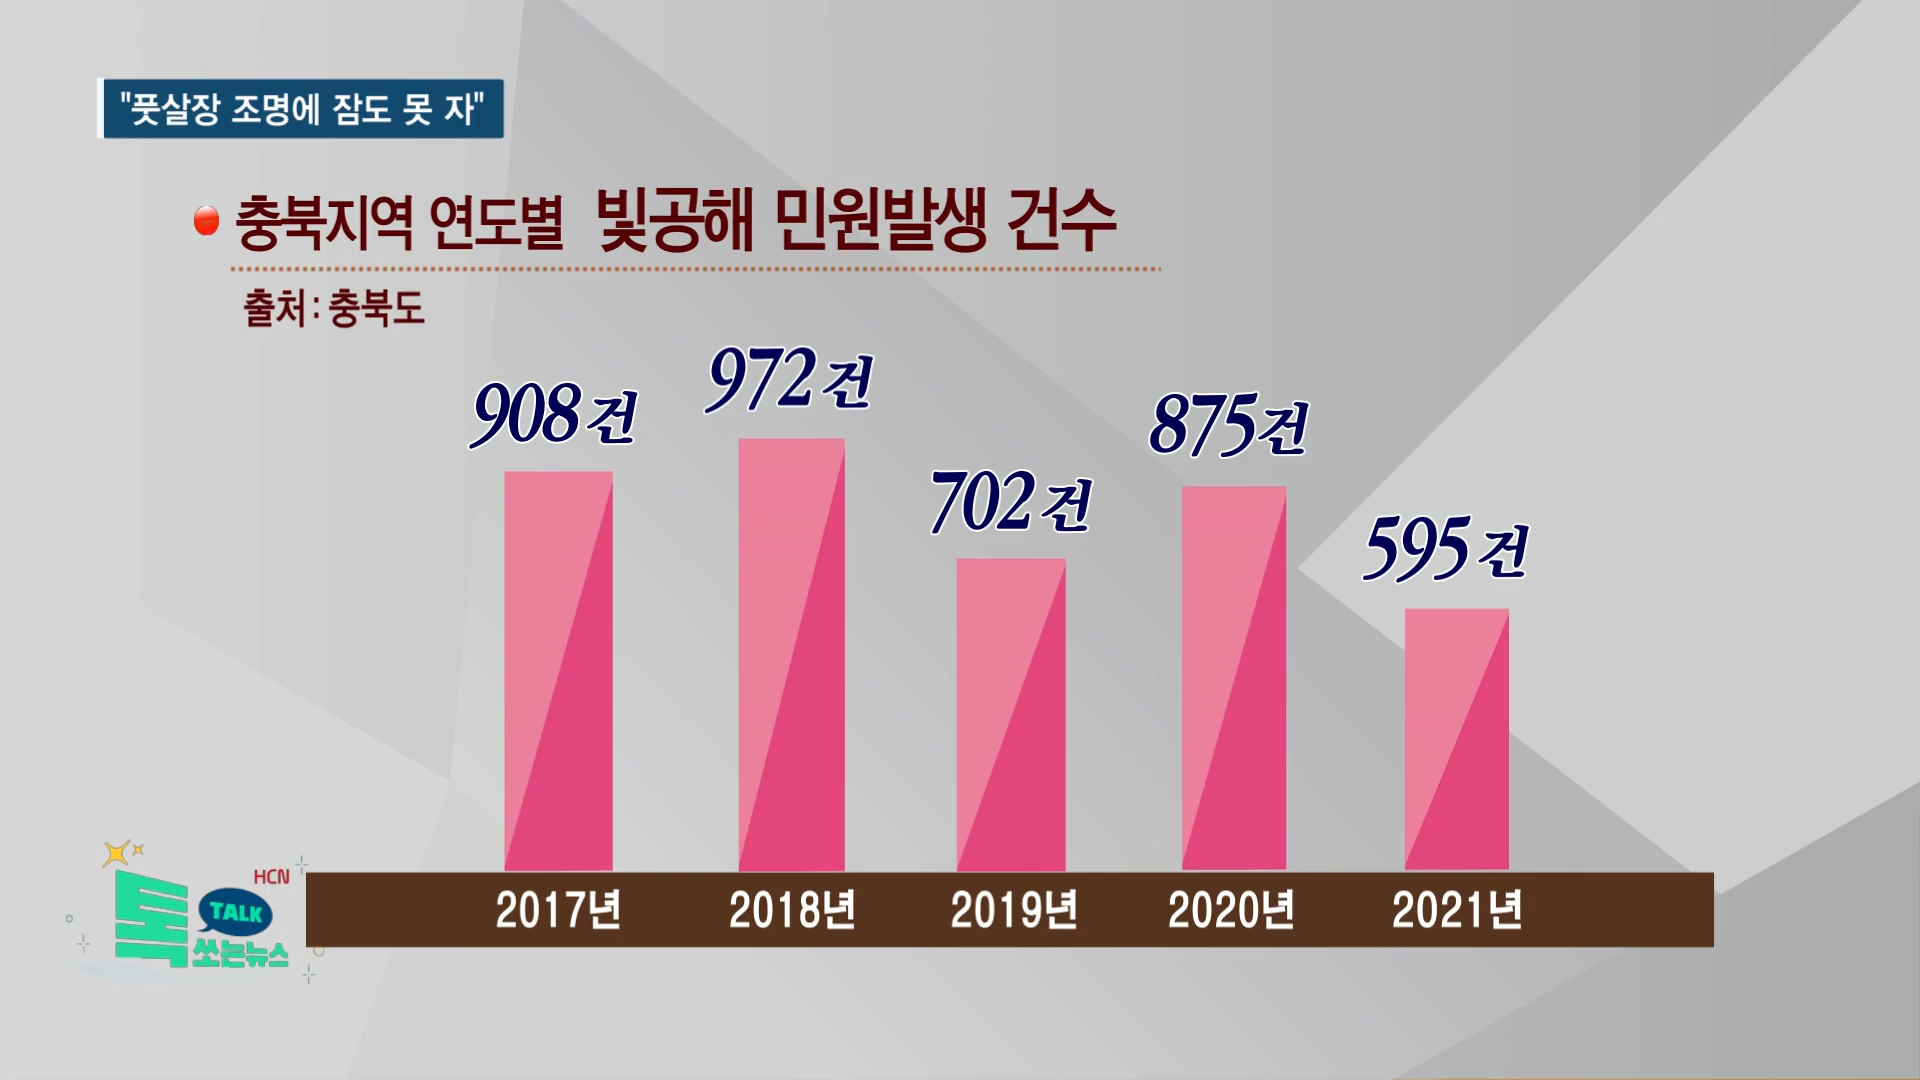 "풋살장 조명에 잠도 못 자"
충북지역 연도별 빛공해 민원발생 건수
출처 : 충북도
908건
972건
702건
875건
595건
2017년
2018년
2019년
2020년
2021년
HCN
톡 TALK
쏘는뉴스